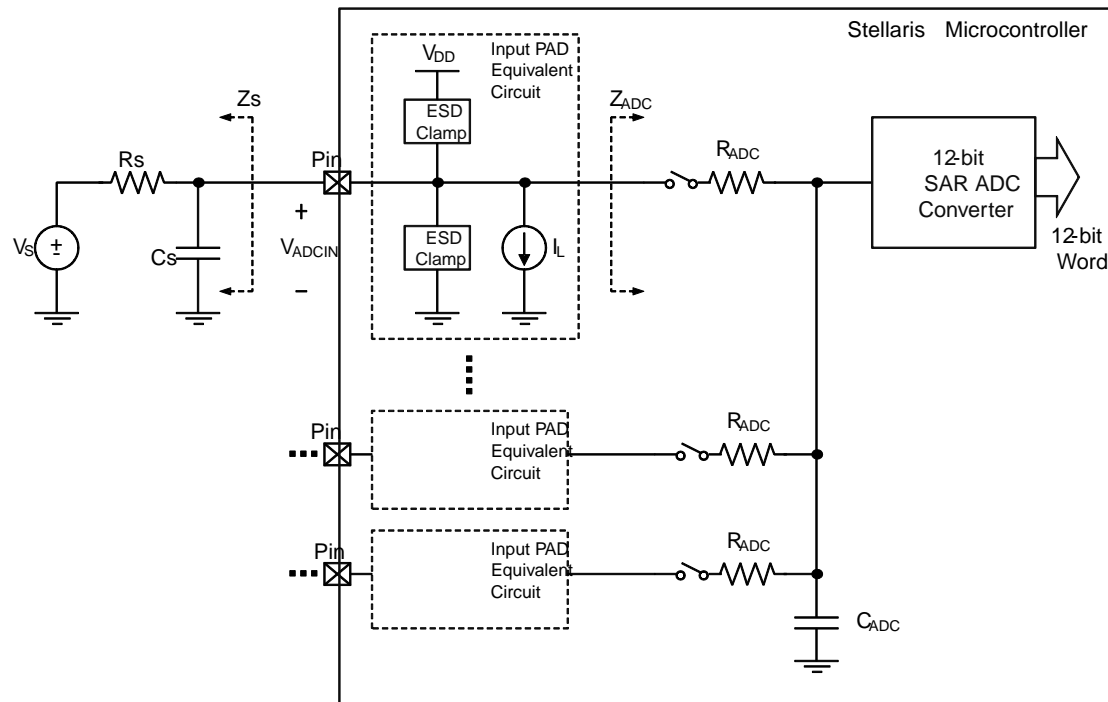 Stellaris Microcontroller
Input PAD
Equivalent
Circuit
VDD
ESD
Clamp
Zs
ZADC
Pin
Rs
RADC
12-bit
SAR ADC
Converter
+
VS
±
Cs
VADCIN
ESD
Clamp
IL
12-bit
Word
−
Pin
Input PAD
Equivalent
Circuit
RADC
Pin
Input PAD
Equivalent
Circuit
RADC
CADC